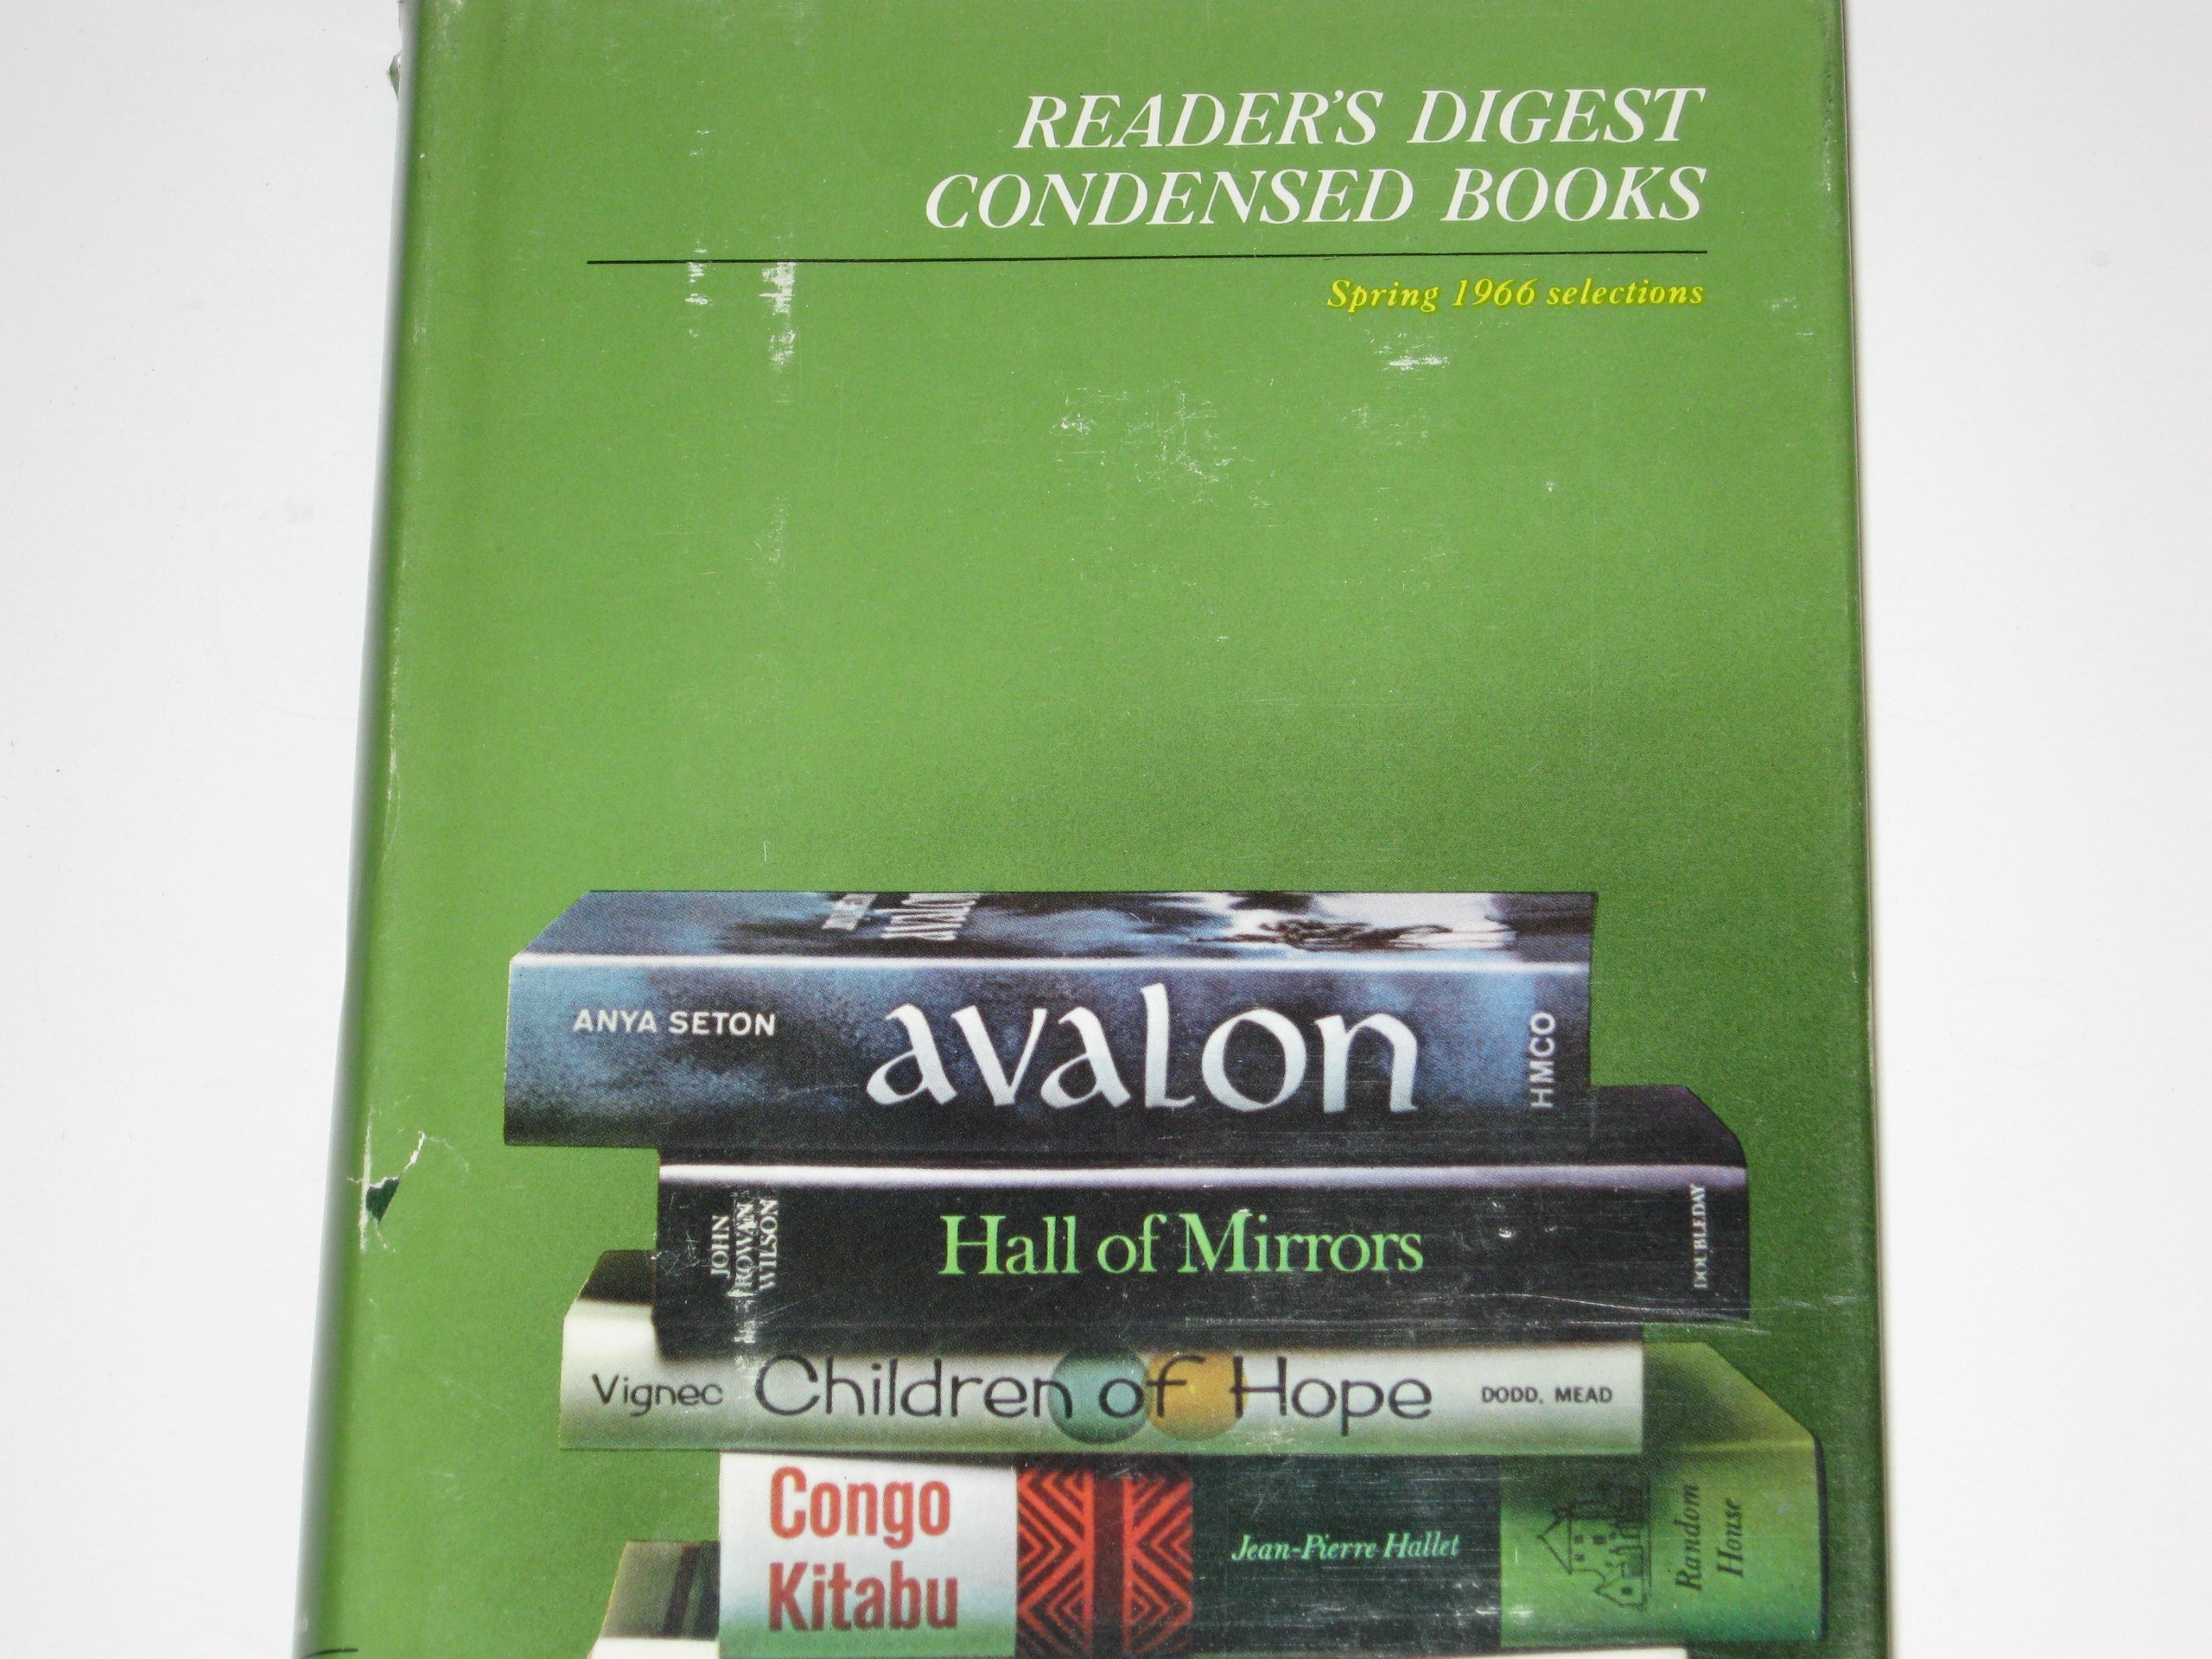 READER'S DIGEST
CONDENSED BOOKS
Spring 1966 selections
AVALON
ANYA SETON
avalon
HMCO
JOHN
ROWAN
WILSON
Hall of Mirrors
DOUBLEDAY
Vignec
Children of Hope
DODD, MEAD
Congo
Kitabu
Jean-Pierre Hallet
Random
House